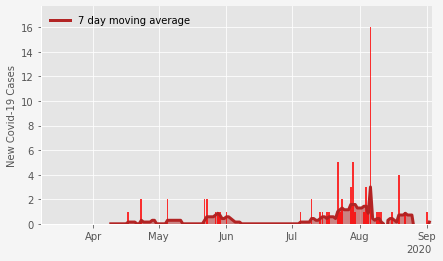 7 day moving average
New Covid-19 Cases
16
14
12
10
8
6
4
2
0
Apr
May
Jun
Jul
Aug
Sep
2020